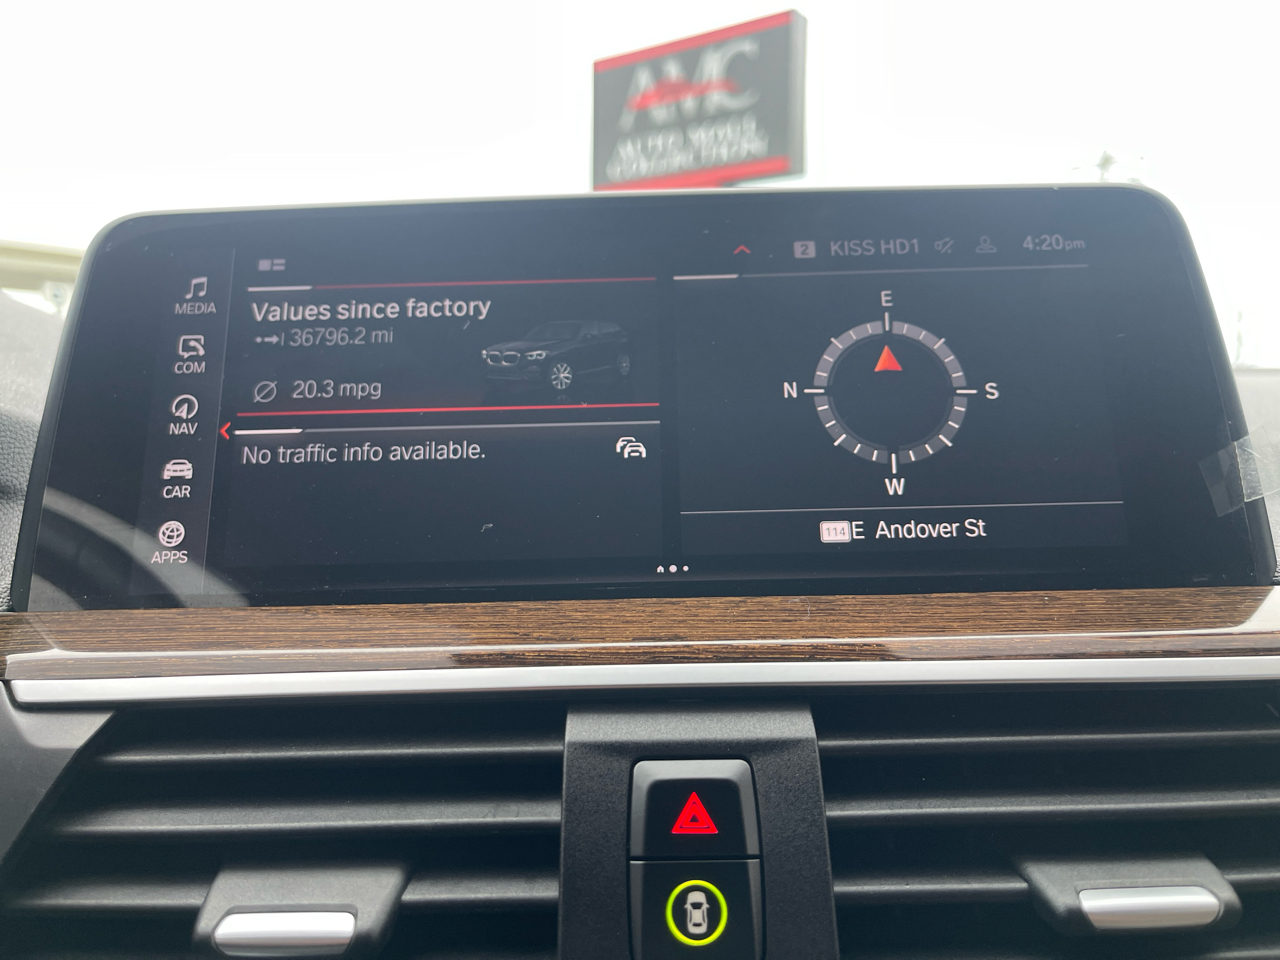 AMC
2 KISS HD1 4:20pm
MEDIA
COM
NAV
CAR
APPS
Values since factory
36796.2 mi
20.3 mpg
No traffic info available.
E
N
S
W
114 E Andover St